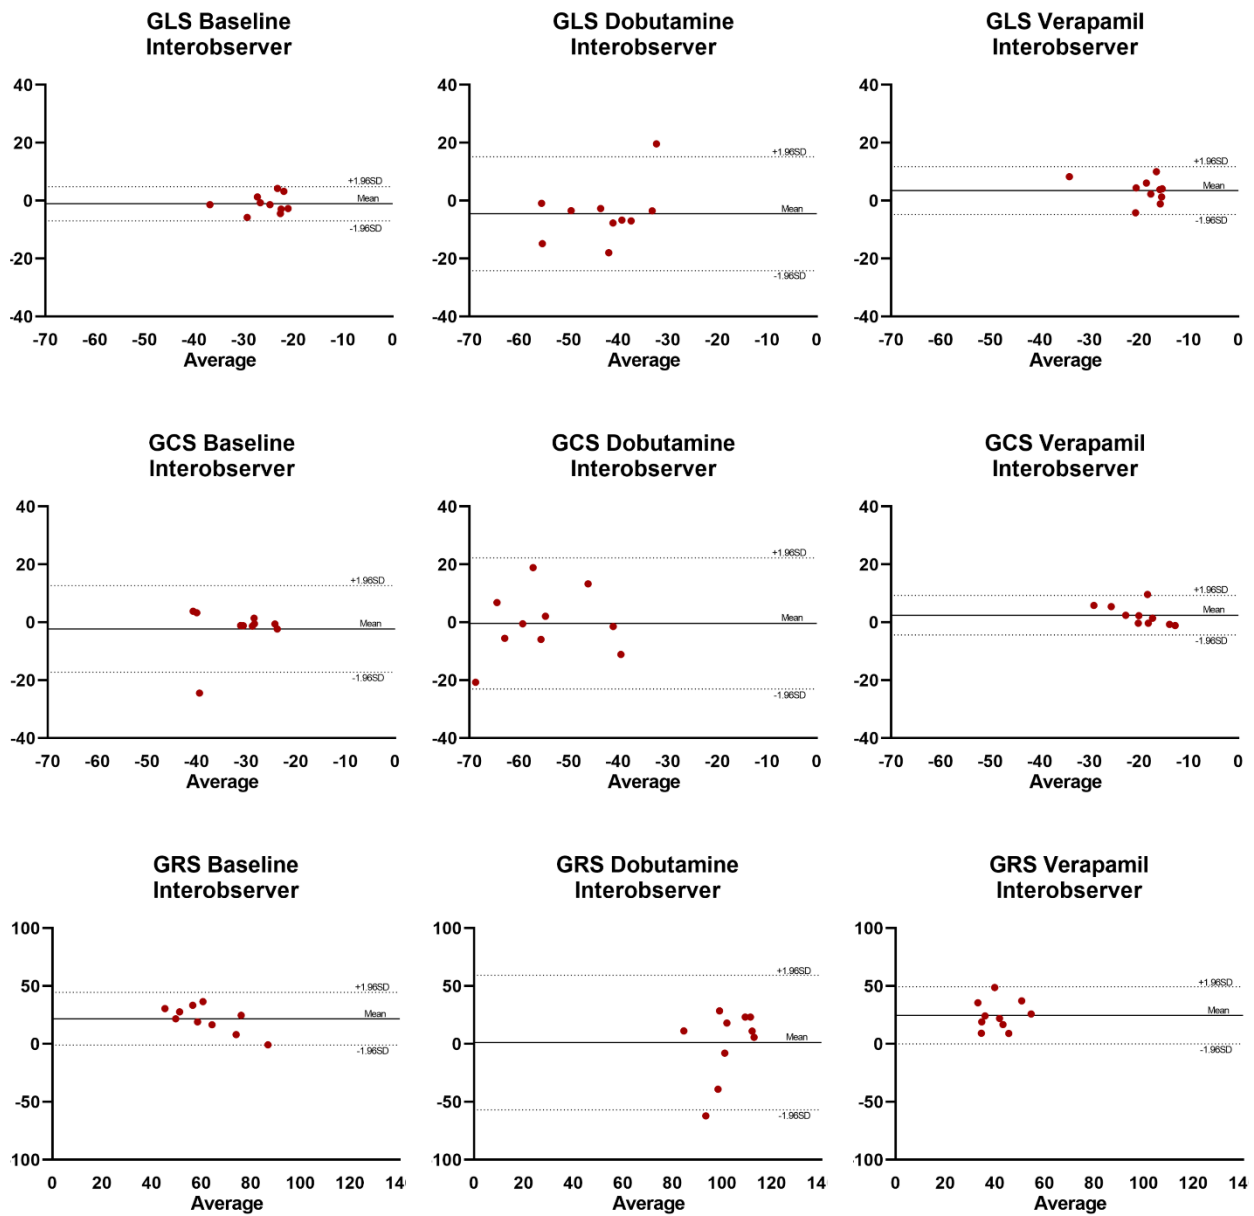 GLS Baseline
Interobserver
GLS Dobutamine
Interobserver
GLS Verapamil
Interobserver
40
20
0
-20
-40
+1.96SD
Mean
-1.96SD
-70 -60 -50 -40 -30 -20 -10 0
Average
40
20
0
-20
-40
+1.96SD
Mean
-1.96SD
-70 -60 -50 -40 -30 -20 -10 0
Average
40
20
0
-20
-40
+1.96SD
Mean
-1.96SD
-70 -60 -50 -40 -30 -20 -10 0
Average
GCS Baseline
Interobserver
GCS Dobutamine
Interobserver
GCS Verapamil
Interobserver
40
20
0
-20
-40
+1.96SD
Mean
-1.96SD
-70 -60 -50 -40 -30 -20 -10 0
Average
40
20
0
-20
-40
+1.96SD
Mean
-1.96SD
-70 -60 -50 -40 -30 -20 -10 0
Average
40
20
0
-20
-40
+1.96SD
Mean
-1.96SD
-70 -60 -50 -40 -30 -20 -10 0
Average
GRS Baseline
Interobserver
GRS Dobutamine
Interobserver
GRS Verapamil
Interobserver
100
50
0
-50
-100
+1.96SD
Mean
-1.96SD
0 20 40 60 80 100 120 14
Average
100
50
0
-50
-100
+1.96SD
Mean
-1.96SD
0 20 40 60 80 100 120 14
Average
100
50
0
-50
-100
+1.96SD
Mean
-1.96SD
0 20 40 60 80 100 120 14
Average